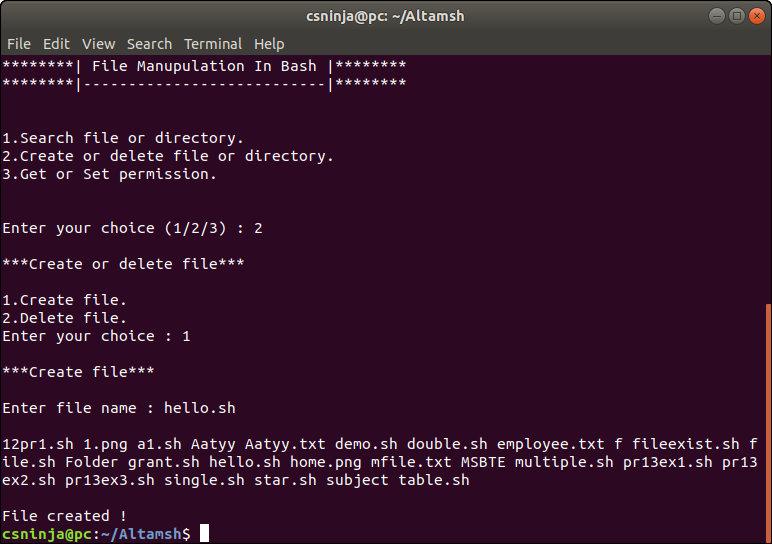 csninja@pc: ~/Altamsh
File Edit View Search Terminal Help
********| File Manupulation In Bash |********
********|---------------------------|********
1.Search file or directory.
2.Create or delete file or directory.
3.Get or Set permission.
Enter your choice (1/2/3) : 2
***Create or delete file***
1.Create file.
2.Delete file.
Enter your choice : 1
***Create file***
Enter file name : hello.sh
12pr1.sh 1.png a1.sh Aatyy Aatyy.txt demo.sh double.sh employee.txt f fileexist.sh f
ile.sh Folder grant.sh hello.sh home.png mfile.txt MSBTE multiple.sh pr13ex1.sh pr13
ex2.sh pr13ex3.sh single.sh star.sh subject table.sh
File created !
csninja@pc:~/Altamsh$